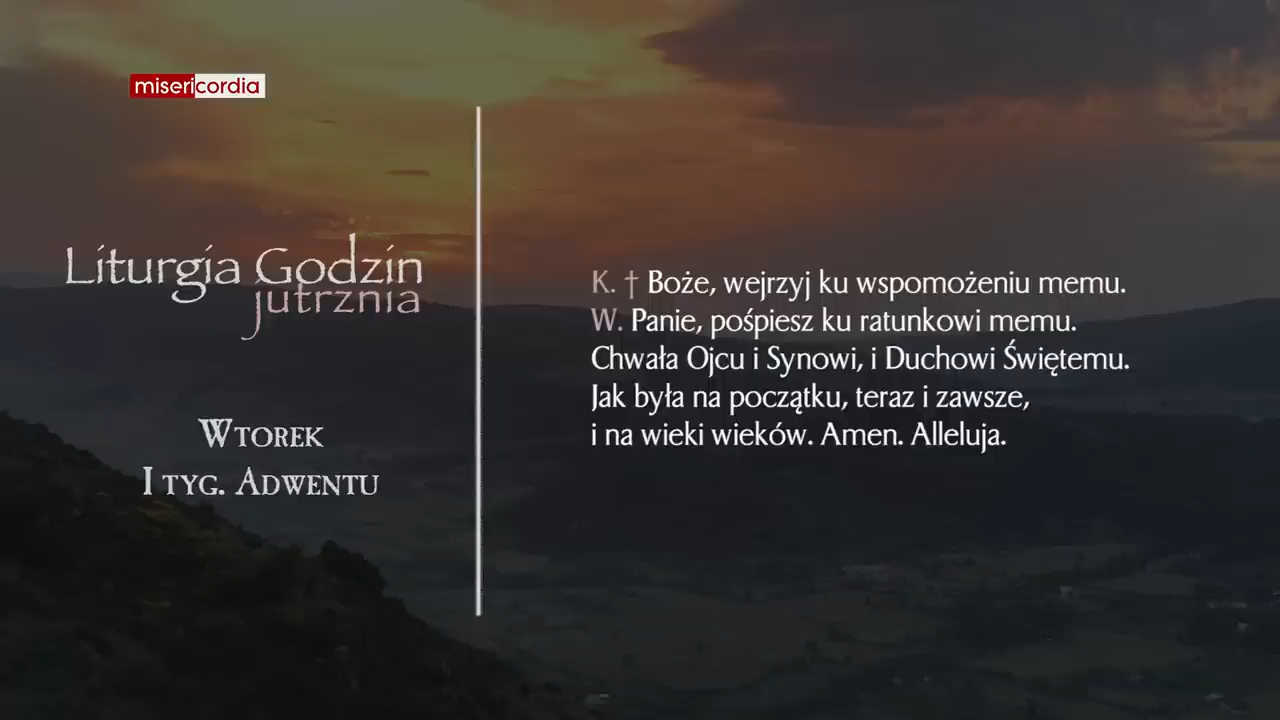 misericordia
Liturgia Godzin
jutrznia
Wtorek
I tyg. Adwentu
K. † Boże, wejrzyj ku wspomożeniu memu.
W. Panie, pośpiesz ku ratunkowi memu.
Chwała Ojcu i Synowi, i Duchowi Świętemu.
Jak była na początku, teraz i zawsze,
i na wieki wieków. Amen. Alleluja.